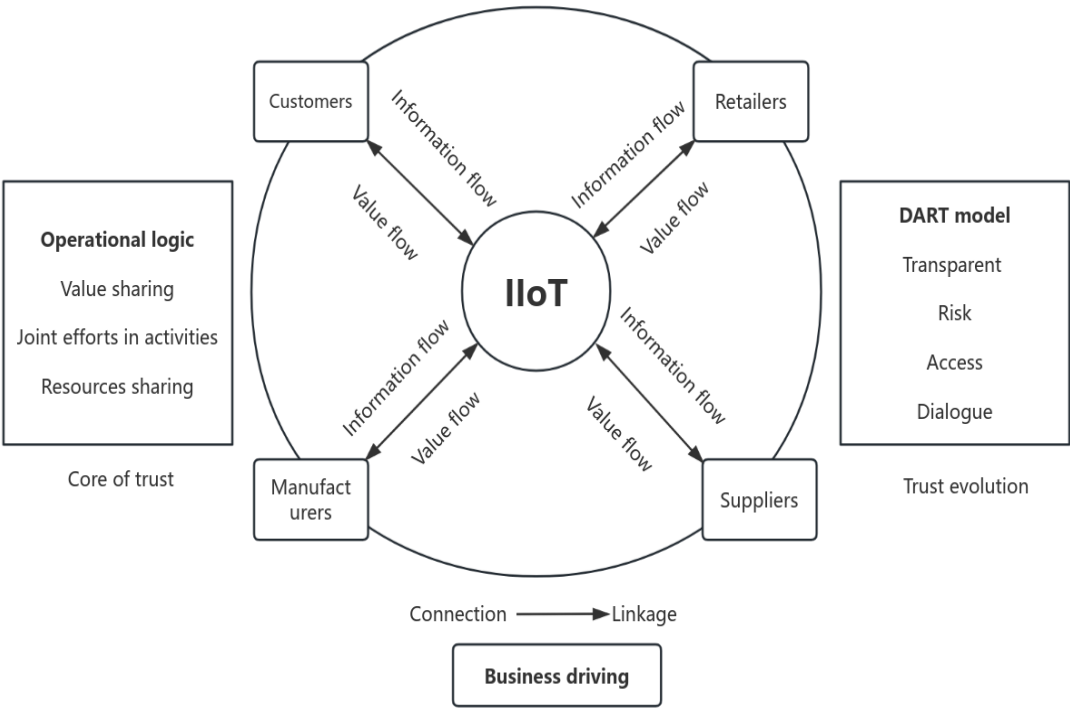 Customers
Retailers
Information flow
Value flow
Information flow
Value flow
Operational logic
Value sharing
Joint efforts in activities
Resources sharing
Core of trust
IIoT
DART model
Transparent
Risk
Access
Dialogue
Trust evolution
Information flow
Value flow
Information flow
Value flow
Manufact
urers
Suppliers
Connection
Linkage
Business driving